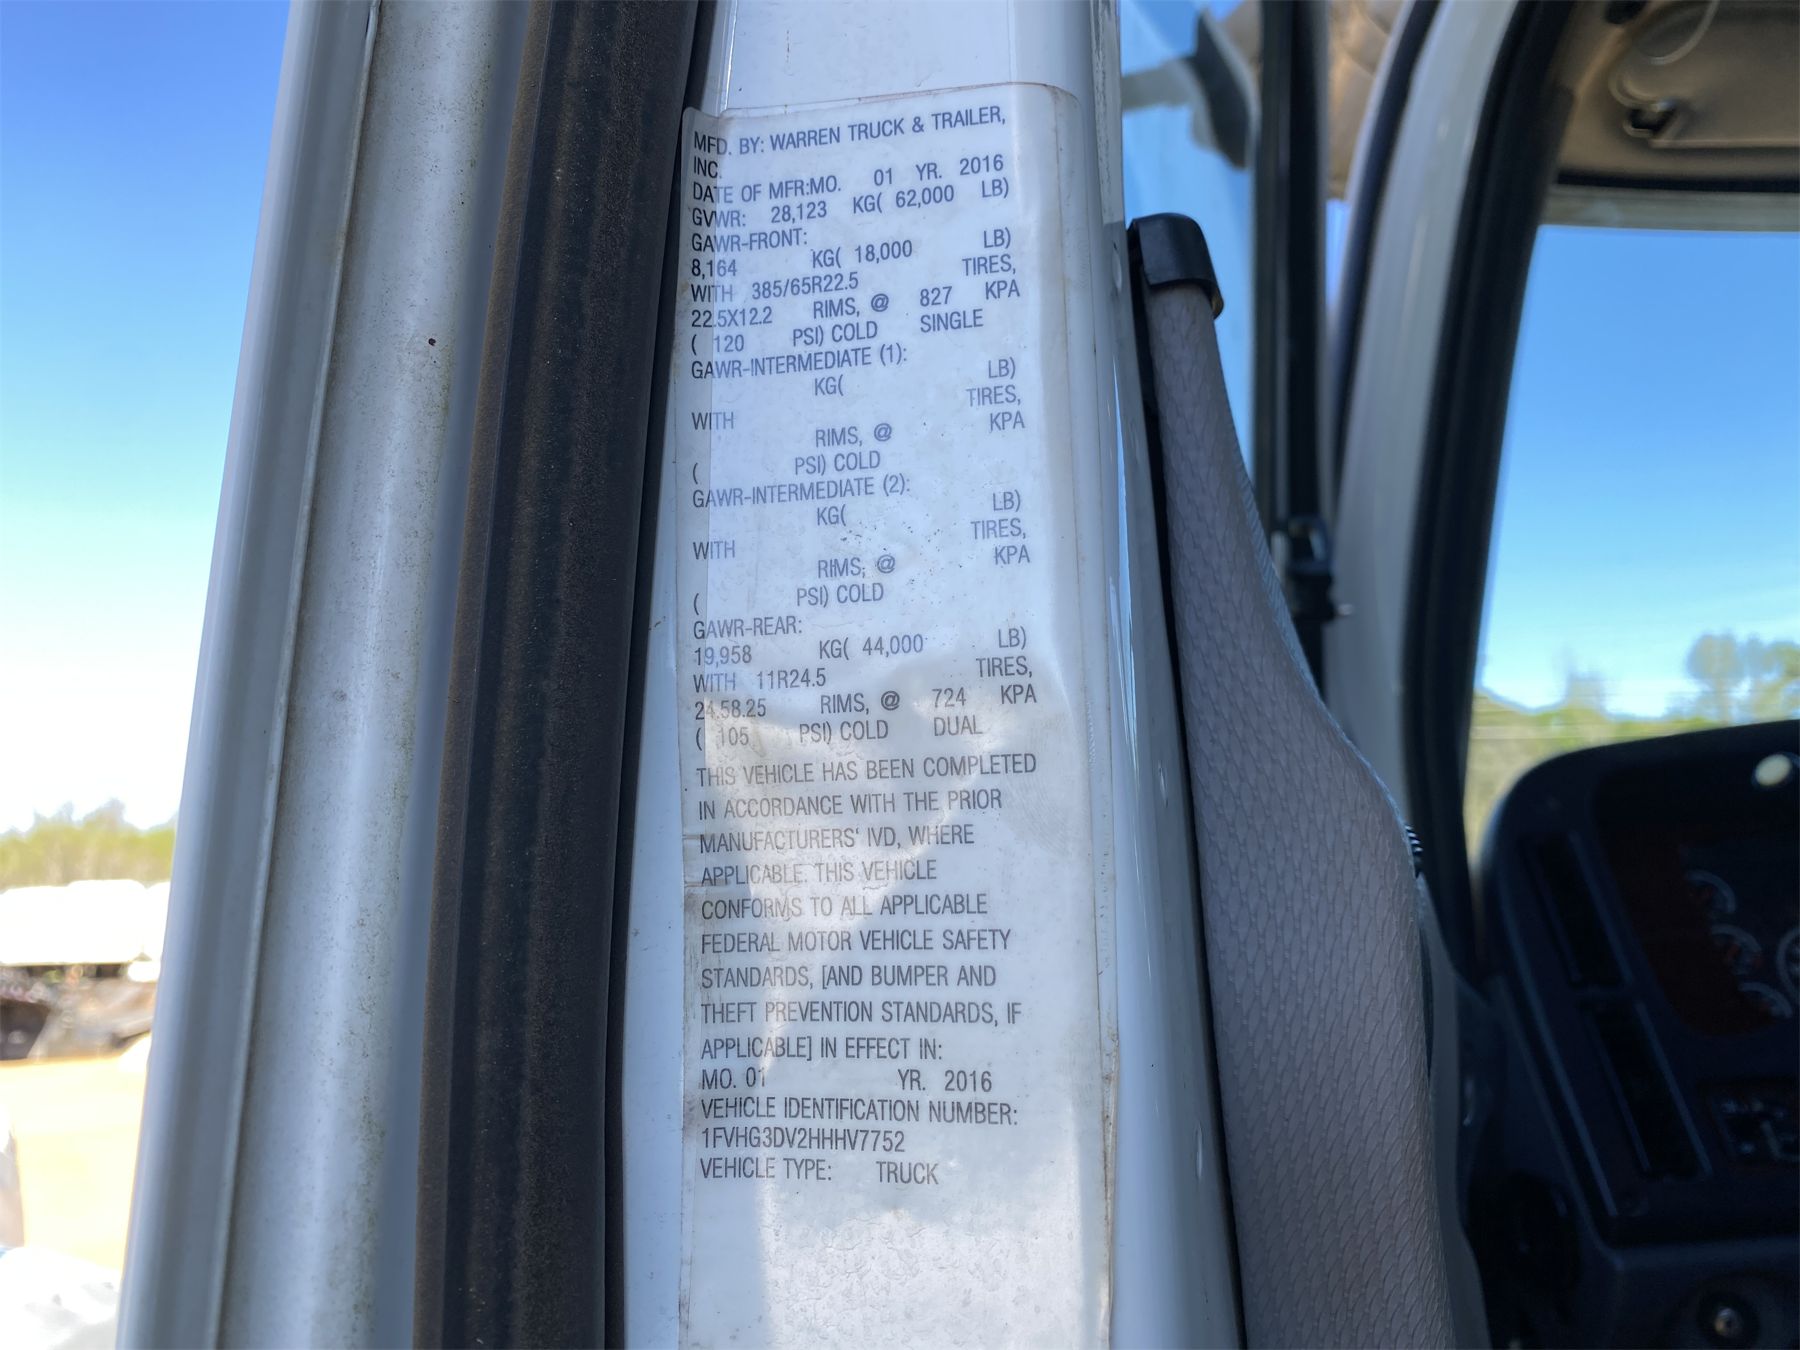 MFD. BY: WARREN TRUCK & TRAILER,
INC.
DATE OF MFR:MO. 01 YR. 2016
GVWR: 28,123 KG( 62,000 LB)
GAWR-FRONT:
8,164 KG( 18,000 LB)
WITH 385/65R22.5 TIRES,
22.5X12.2 RIMS, @ 827 KPA
( 120 PSI) COLD SINGLE
GAWR-INTERMEDIATE (1):
KG( LB)
WITH TIRES,
RIMS, @ KPA
( PSI) COLD
GAWR-INTERMEDIATE (2):
KG( LB)
WITH TIRES,
RIMS, @ KPA
( PSI) COLD
GAWR-REAR:
19,958 KG( 44,000 LB)
WITH 11R24.5 TIRES,
24.58.25 RIMS, @ 724 KPA
( 105 PSI) COLD DUAL
THIS VEHICLE HAS BEEN COMPLETED
IN ACCORDANCE WITH THE PRIOR
MANUFACTURERS' IVD, WHERE
APPLICABLE. THIS VEHICLE
CONFORMS TO ALL APPLICABLE
FEDERAL MOTOR VEHICLE SAFETY
STANDARDS, [AND BUMPER AND
THEFT PREVENTION STANDARDS, IF
APPLICABLE] IN EFFECT IN:
MO. 01 YR. 2016
VEHICLE IDENTIFICATION NUMBER:
1FVHG3DV2HHHV7752
VEHICLE TYPE: TRUCK